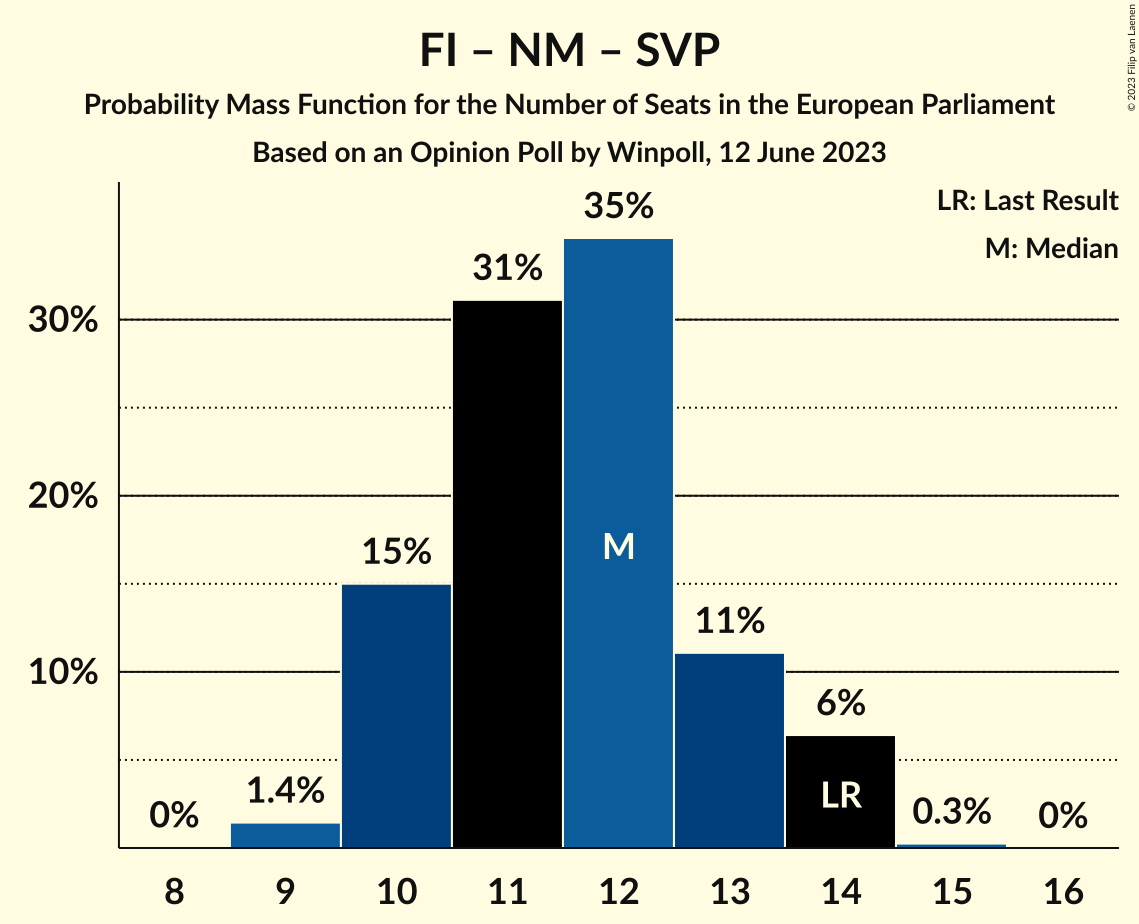 FI – NM – SVP
Probability Mass Function for the Number of Seats in the European Parliament
Based on an Opinion Poll by Winpoll, 12 June 2023
© 2023 Filip van Laenen
LR: Last Result
M: Median
30%
20%
10%
0%
1.4%
15%
31%
35%
11%
6%
0.3%
0%
M
LR
8 9 10 11 12 13 14 15 16